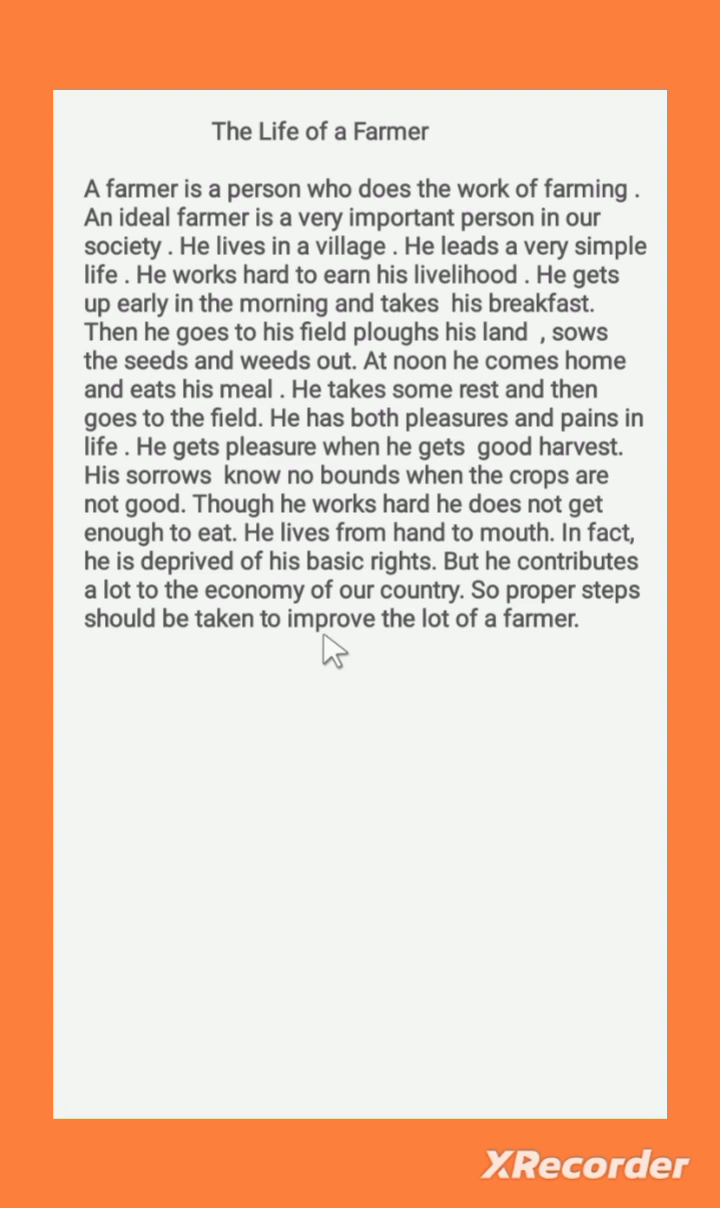 The Life of a Farmer
A farmer is a person who does the work of farming .
An ideal farmer is a very important person in our
society . He lives in a village . He leads a very simple
life . He works hard to earn his livelihood . He gets
up early in the morning and takes  his breakfast.
Then he goes to his field ploughs his land  , sows
the seeds and weeds out. At noon he comes home
and eats his meal . He takes some rest and then
goes to the field. He has both pleasures and pains in
life . He gets pleasure when he gets  good harvest.
His sorrows  know no bounds when the crops are
not good. Though he works hard he does not get
enough to eat. He lives from hand to mouth. In fact,
he is deprived of his basic rights. But he contributes
a lot to the economy of our country. So proper steps
should be taken to improve the lot of a farmer.
XRecorder